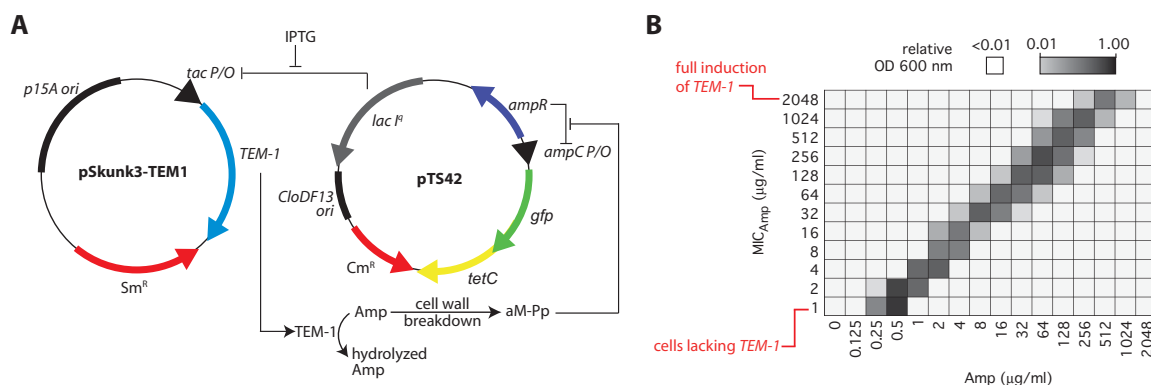 A
IPTG
tac P/O
p15A ori
TEM-1
pSkunk3-TEM1
Smᴿ
lac Iq
ampR
ampC P/O
pTS42
CloDF13
ori
gfp
Cmᴿ
tetC
TEM-1
Amp
cell wall
breakdown
aM-Pp
hydrolyzed
Amp
B
relative
OD 600 nm
<0.01
0.01
1.00
full induction
of TEM-1
MICAmp (µg/ml)
2048
1024
512
256
128
64
32
16
8
4
2
1
cells lacking TEM-1
0
0.125
0.25
0.5
1
2
4
8
16
32
64
128
256
512
1024
2048
Amp (µg/ml)